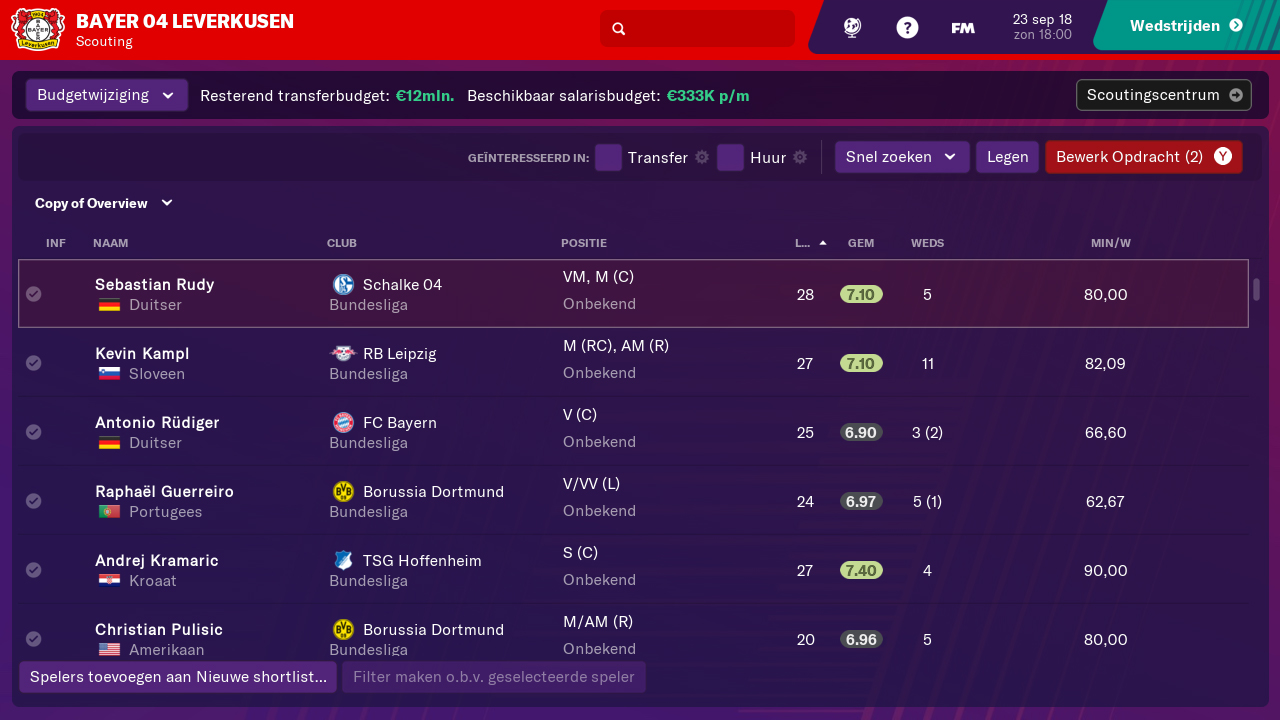 BAYER 04 LEVERKUSEN
Scouting
23 sep 18
zon 18:00
Wedstrijden
Budgetwijziging
Resterend transferbudget: €12mln.
Beschikbaar salarisbudget: €333K p/m
Scoutingscentrum
GEÏNTERESSEERD IN:
Transfer
Huur
Snel zoeken
Legen
Bewerk Opdracht (2) Y
Copy of Overview
INF NAAM CLUB POSITIE L... GEM WEDS MIN/W
Sebastian Rudy Schalke 04 VM, M (C) 28 7.10 5 80,00
Duitser Bundesliga Onbekend
Kevin Kampl RB Leipzig M (RC), AM (R) 27 7.10 11 82,09
Sloveen Bundesliga Onbekend
Antonio Rüdiger FC Bayern V (C) 25 6.90 3 (2) 66,60
Duitser Bundesliga Onbekend
Raphaël Guerreiro Borussia Dortmund V/VV (L) 24 6.97 5 (1) 62,67
Portugees Bundesliga Onbekend
Andrej Kramaric TSG Hoffenheim S (C) 27 7.40 4 90,00
Kroaat Bundesliga Onbekend
Christian Pulisic Borussia Dortmund M/AM (R) 20 6.96 5 80,00
Amerikaan Bundesliga Onbekend
Spelers toevoegen aan Nieuwe shortlist...
Filter maken o.b.v. geselecteerde speler